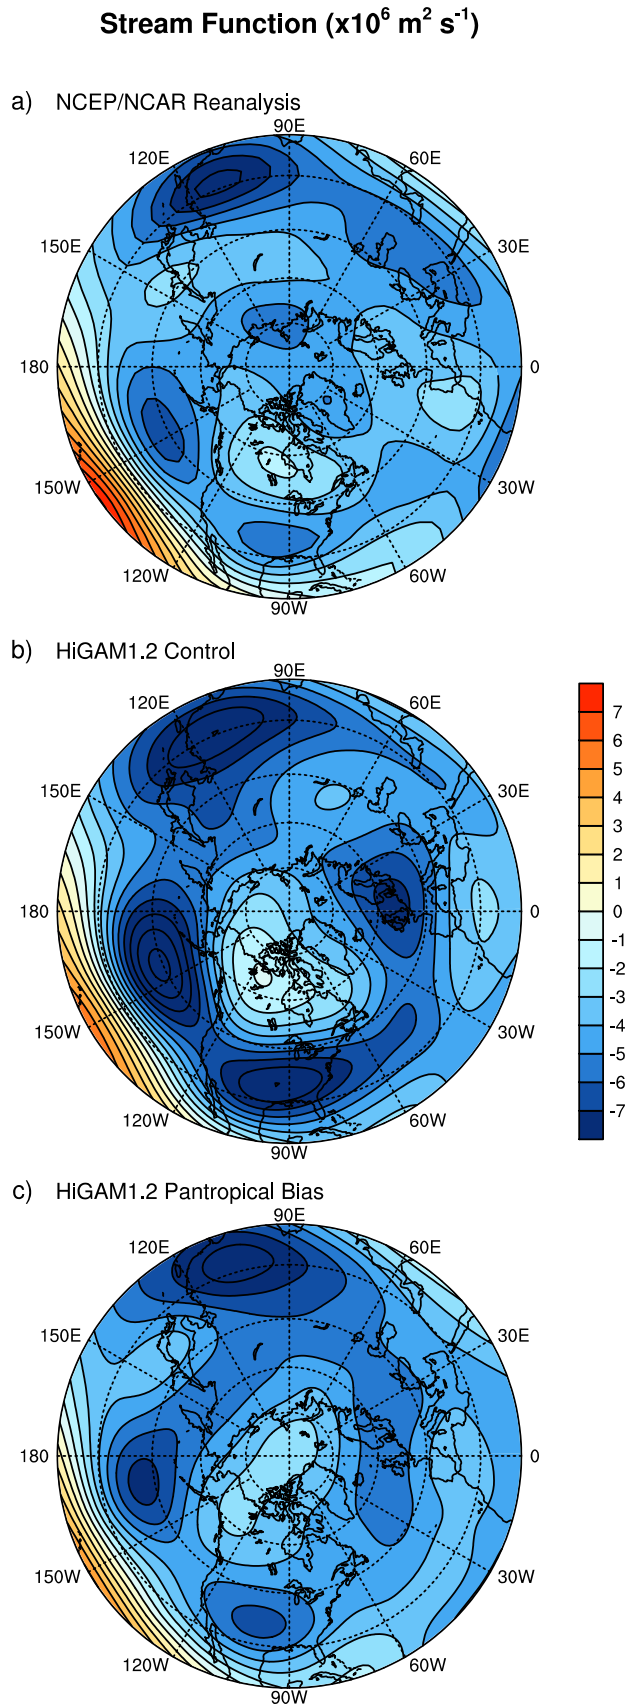 Stream Function (x10⁶ m² s⁻¹)
a) NCEP/NCAR Reanalysis
90E
120E 60E
150E 30E
180 0
150W 30W
120W 60W
90W
b) HiGAM1.2 Control
90E
120E 60E
150E 30E
180 0
150W 30W
120W 60W
90W
7
6
5
4
3
2
1
0
-1
-2
-3
-4
-5
-6
-7
c) HiGAM1.2 Pantropical Bias
90E
120E 60E
150E 30E
180 0
150W 30W
120W 60W
90W